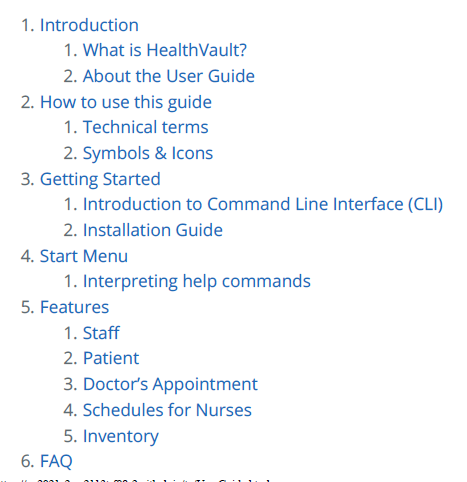 1. Introduction
1. What is HealthVault?
2. About the User Guide
2. How to use this guide
1. Technical terms
2. Symbols & Icons
3. Getting Started
1. Introduction to Command Line Interface (CLI)
2. Installation Guide
4. Start Menu
1. Interpreting help commands
5. Features
1. Staff
2. Patient
3. Doctor's Appointment
4. Schedules for Nurses
5. Inventory
6. FAQ